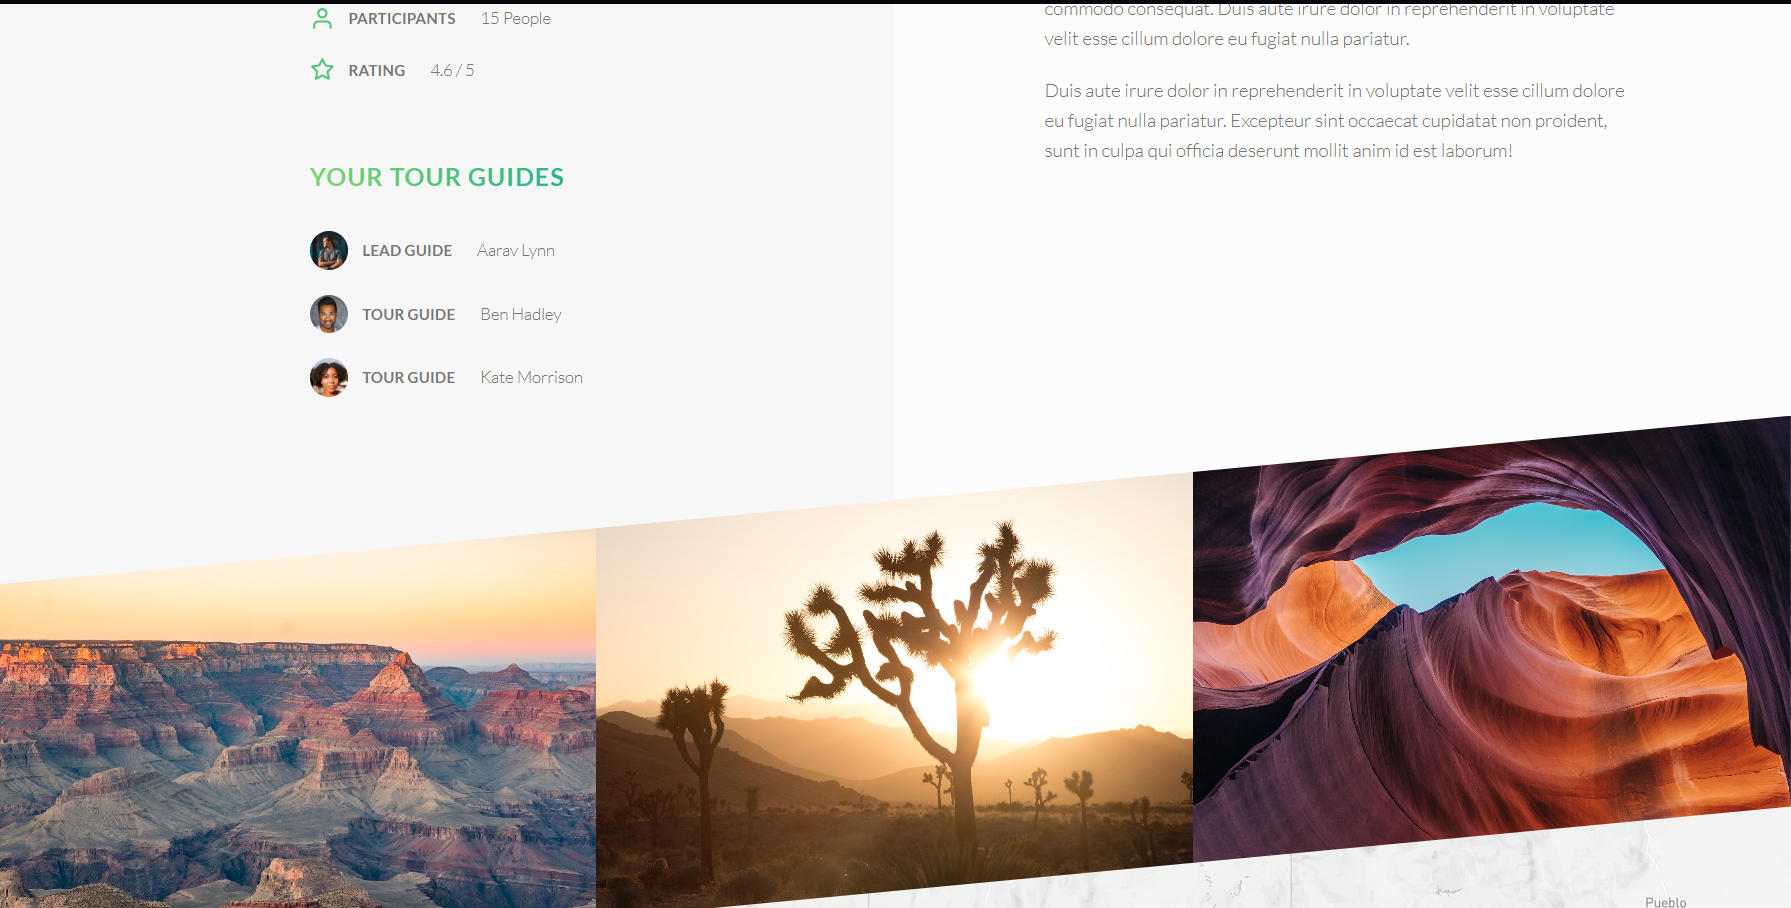 PARTICIPANTS 15 People
RATING 4.6 / 5
YOUR TOUR GUIDES
LEAD GUIDE Aarav Lynn
TOUR GUIDE Ben Hadley
TOUR GUIDE Kate Morrison
commodo consequat. Duis aute irure dolor in reprehenderit in voluptate
velit esse cillum dolore eu fugiat nulla pariatur.
Duis aute irure dolor in reprehenderit in voluptate velit esse cillum dolore
eu fugiat nulla pariatur. Excepteur sint occaecat cupidatat non proident,
sunt in culpa qui officia deserunt mollit anim id est laborum!
Pueblo